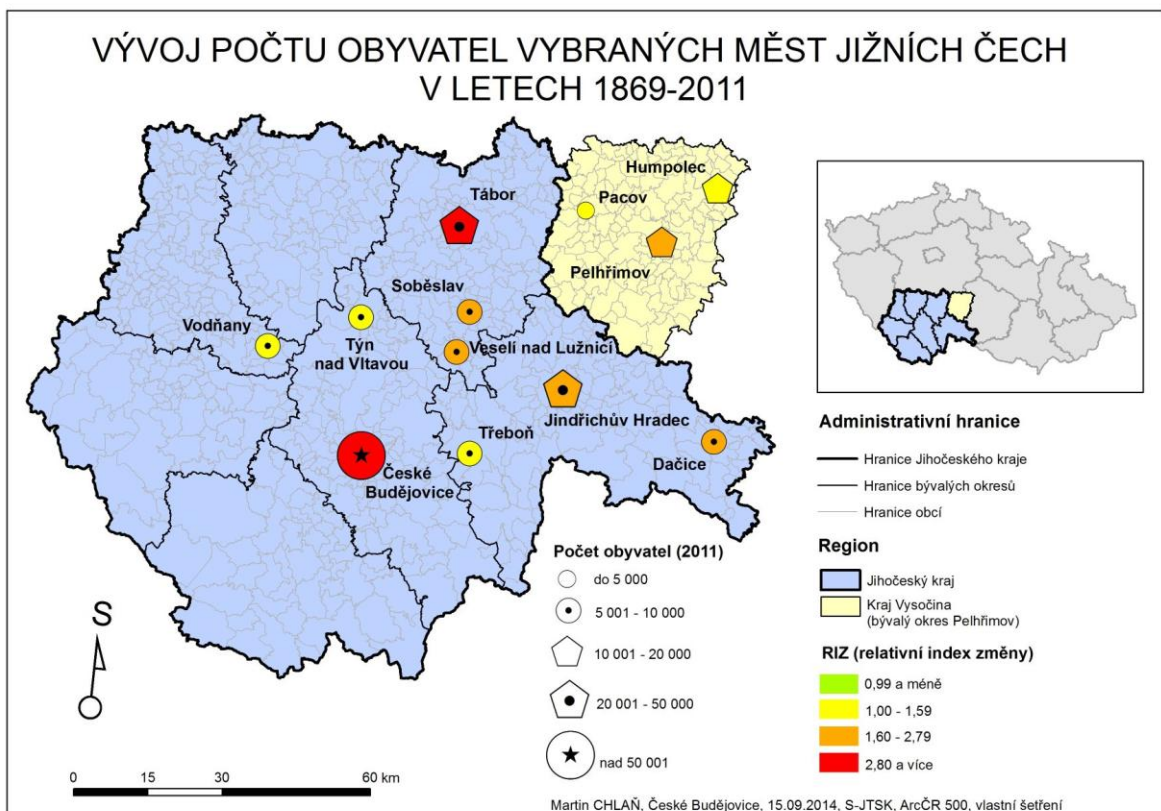 VÝVOJ POČTU OBYVATEL VYBRANÝCH MĚST JIŽNÍCH ČECH
V LETECH 1869-2011
Humpolec
Pacov
Tábor
Pelhřimov
Soběslav
Vodňany
Týn
nad Vltavou
Veselí nad Lužnicí
Jindřichův Hradec
Třeboň
Dačice
České
Budějovice
Administrativní hranice
Hranice Jihočeského kraje
Hranice bývalých okresů
Hranice obcí
Region
Jihočeský kraj
Kraj Vysočina
(bývalý okres Pelhřimov)
RIZ (relativní index změny)
0,99 a méně
1,00 - 1,59
1,60 - 2,79
2,80 a více
Počet obyvatel (2011)
do 5 000
5 001 - 10 000
10 001 - 20 000
20 001 - 50 000
nad 50 001
S
0 15 30 60 km
Martin CHLAŇ, České Budějovice, 15.09.2014, S-JTSK, ArcČR 500, vlastní šetření